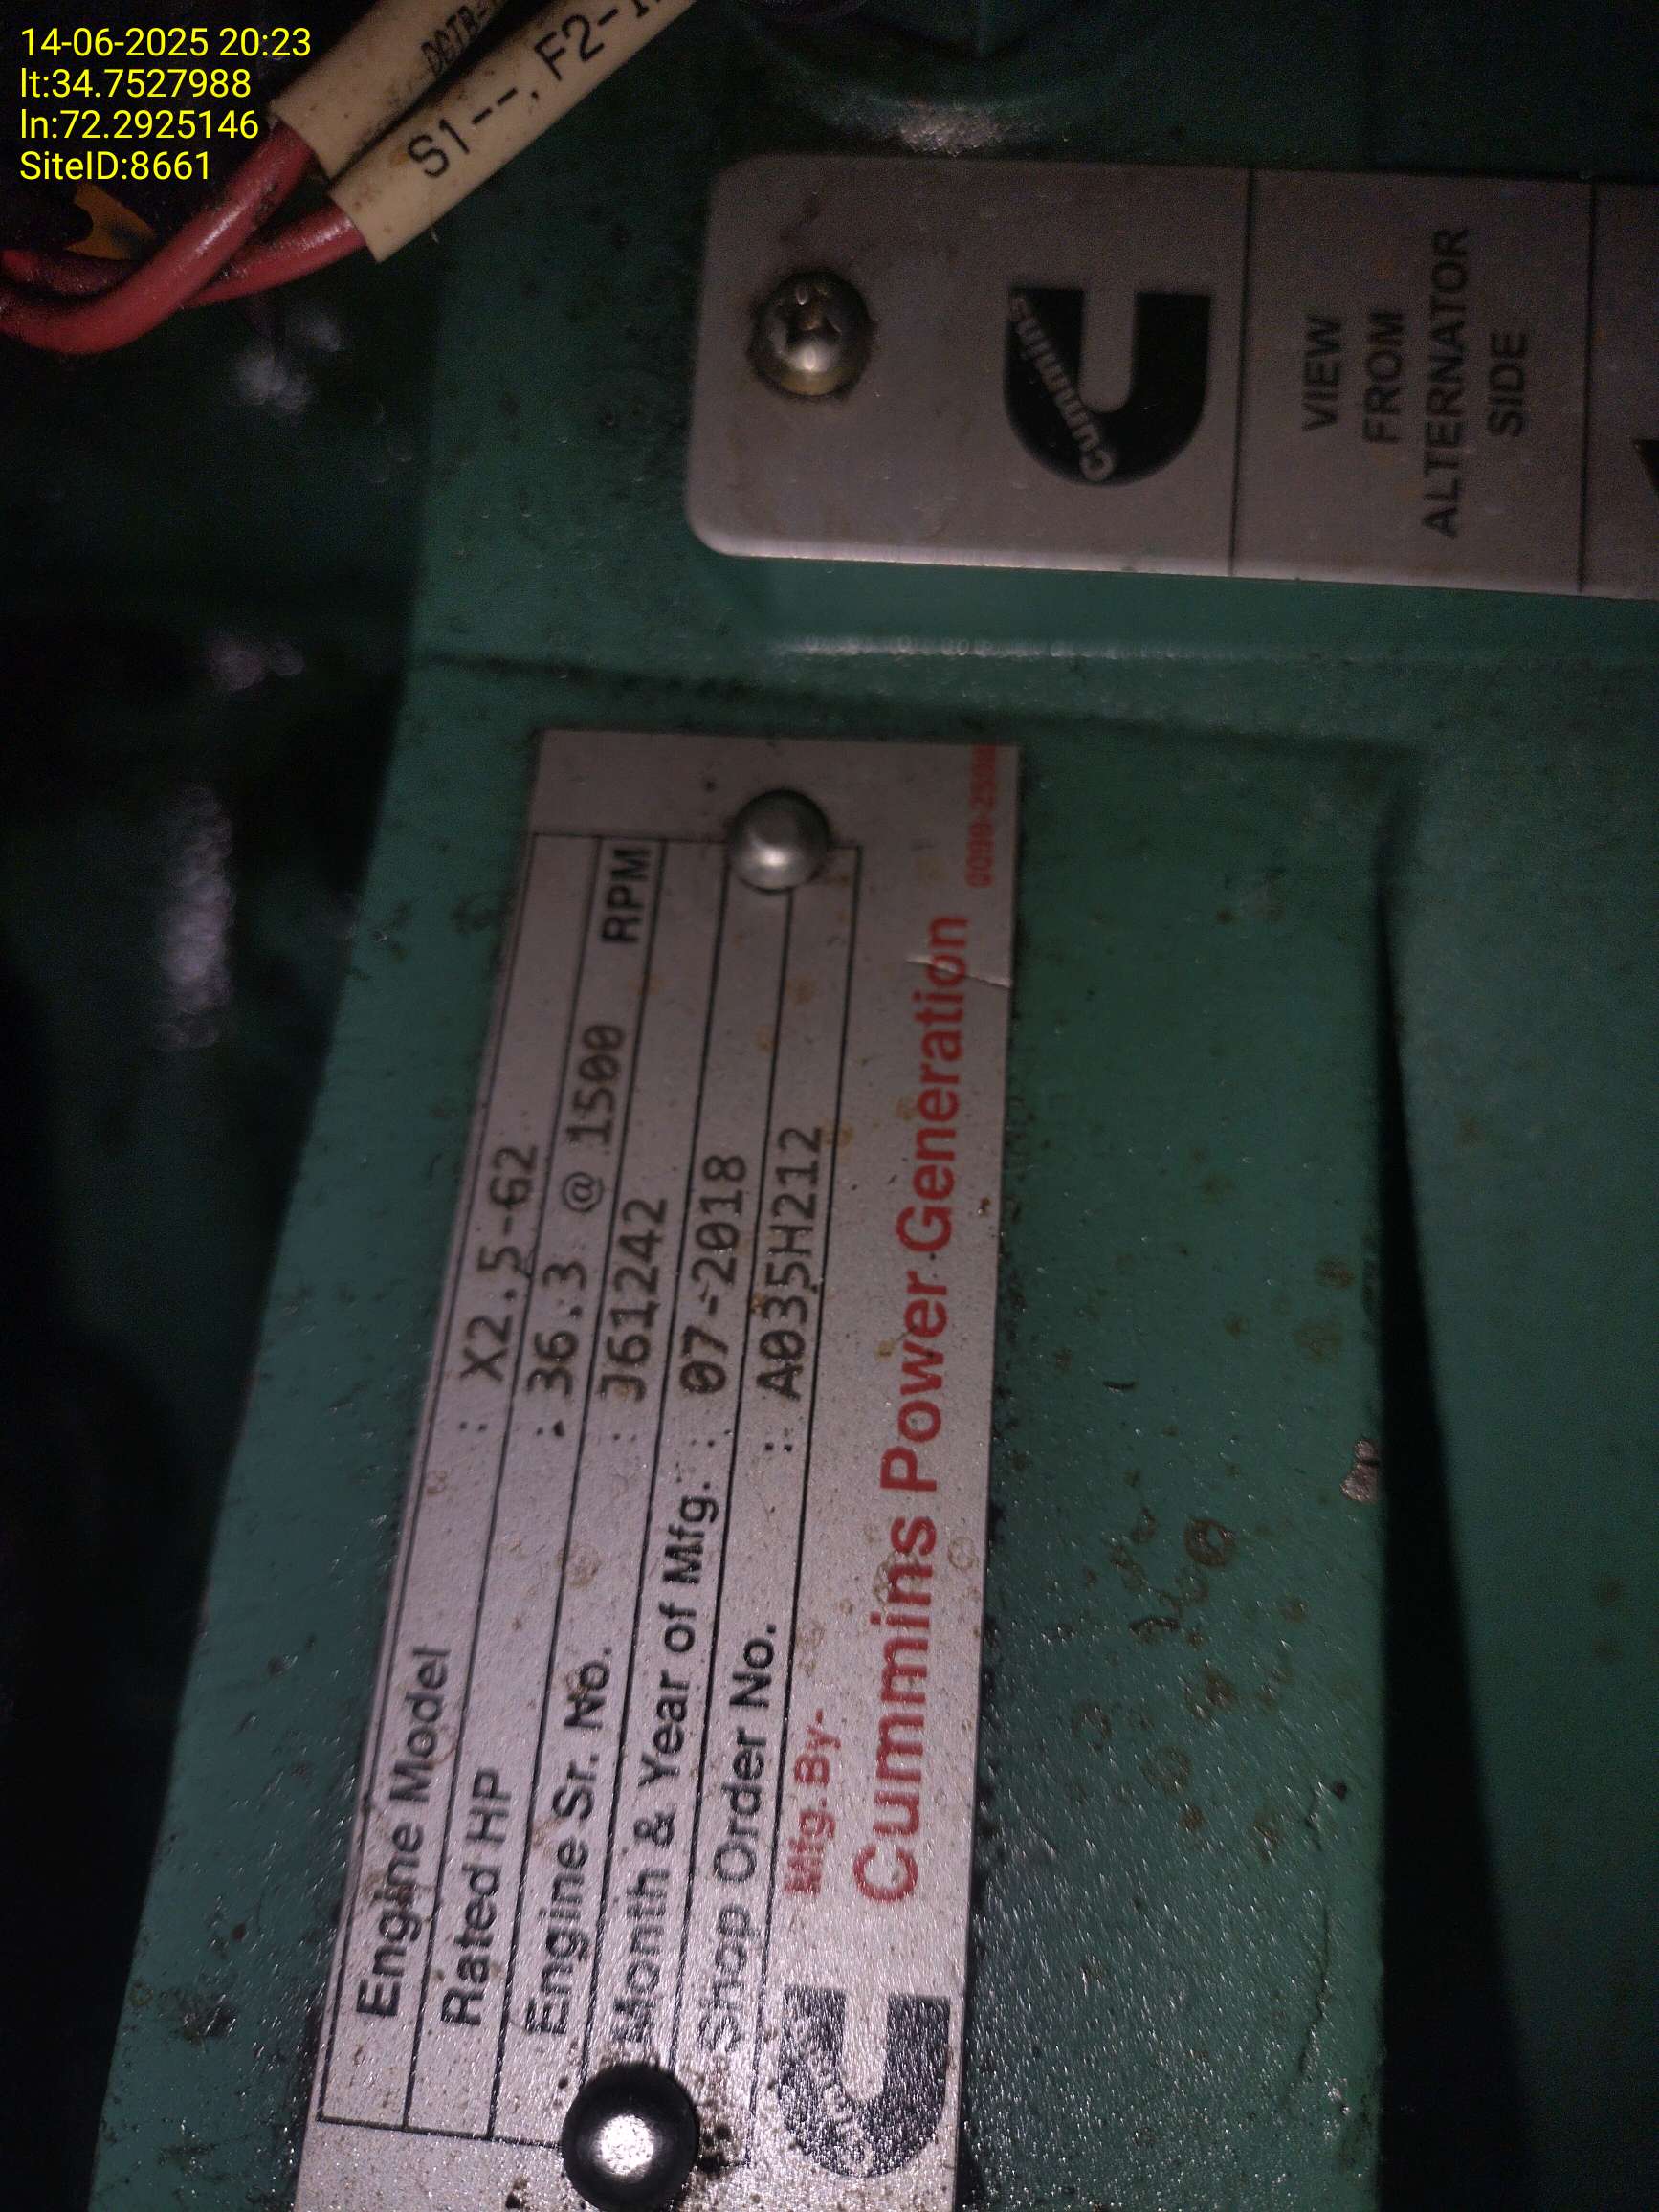 14-06-2025 20:23
lt:34.7527988
ln:72.2925146
SiteID:8661
S1--, F2-
Cummins
VIEW
FROM
ALTERNATOR
SIDE
Engine Model : X2.5-G2
Rated HP : 36.3 @ 1500 RPM
Engine Sr. No. : J61242
Month & Year of Mfg. : 07-2018
Shop Order No. : A035H212
Mfg. By-
Cummins Power Generation